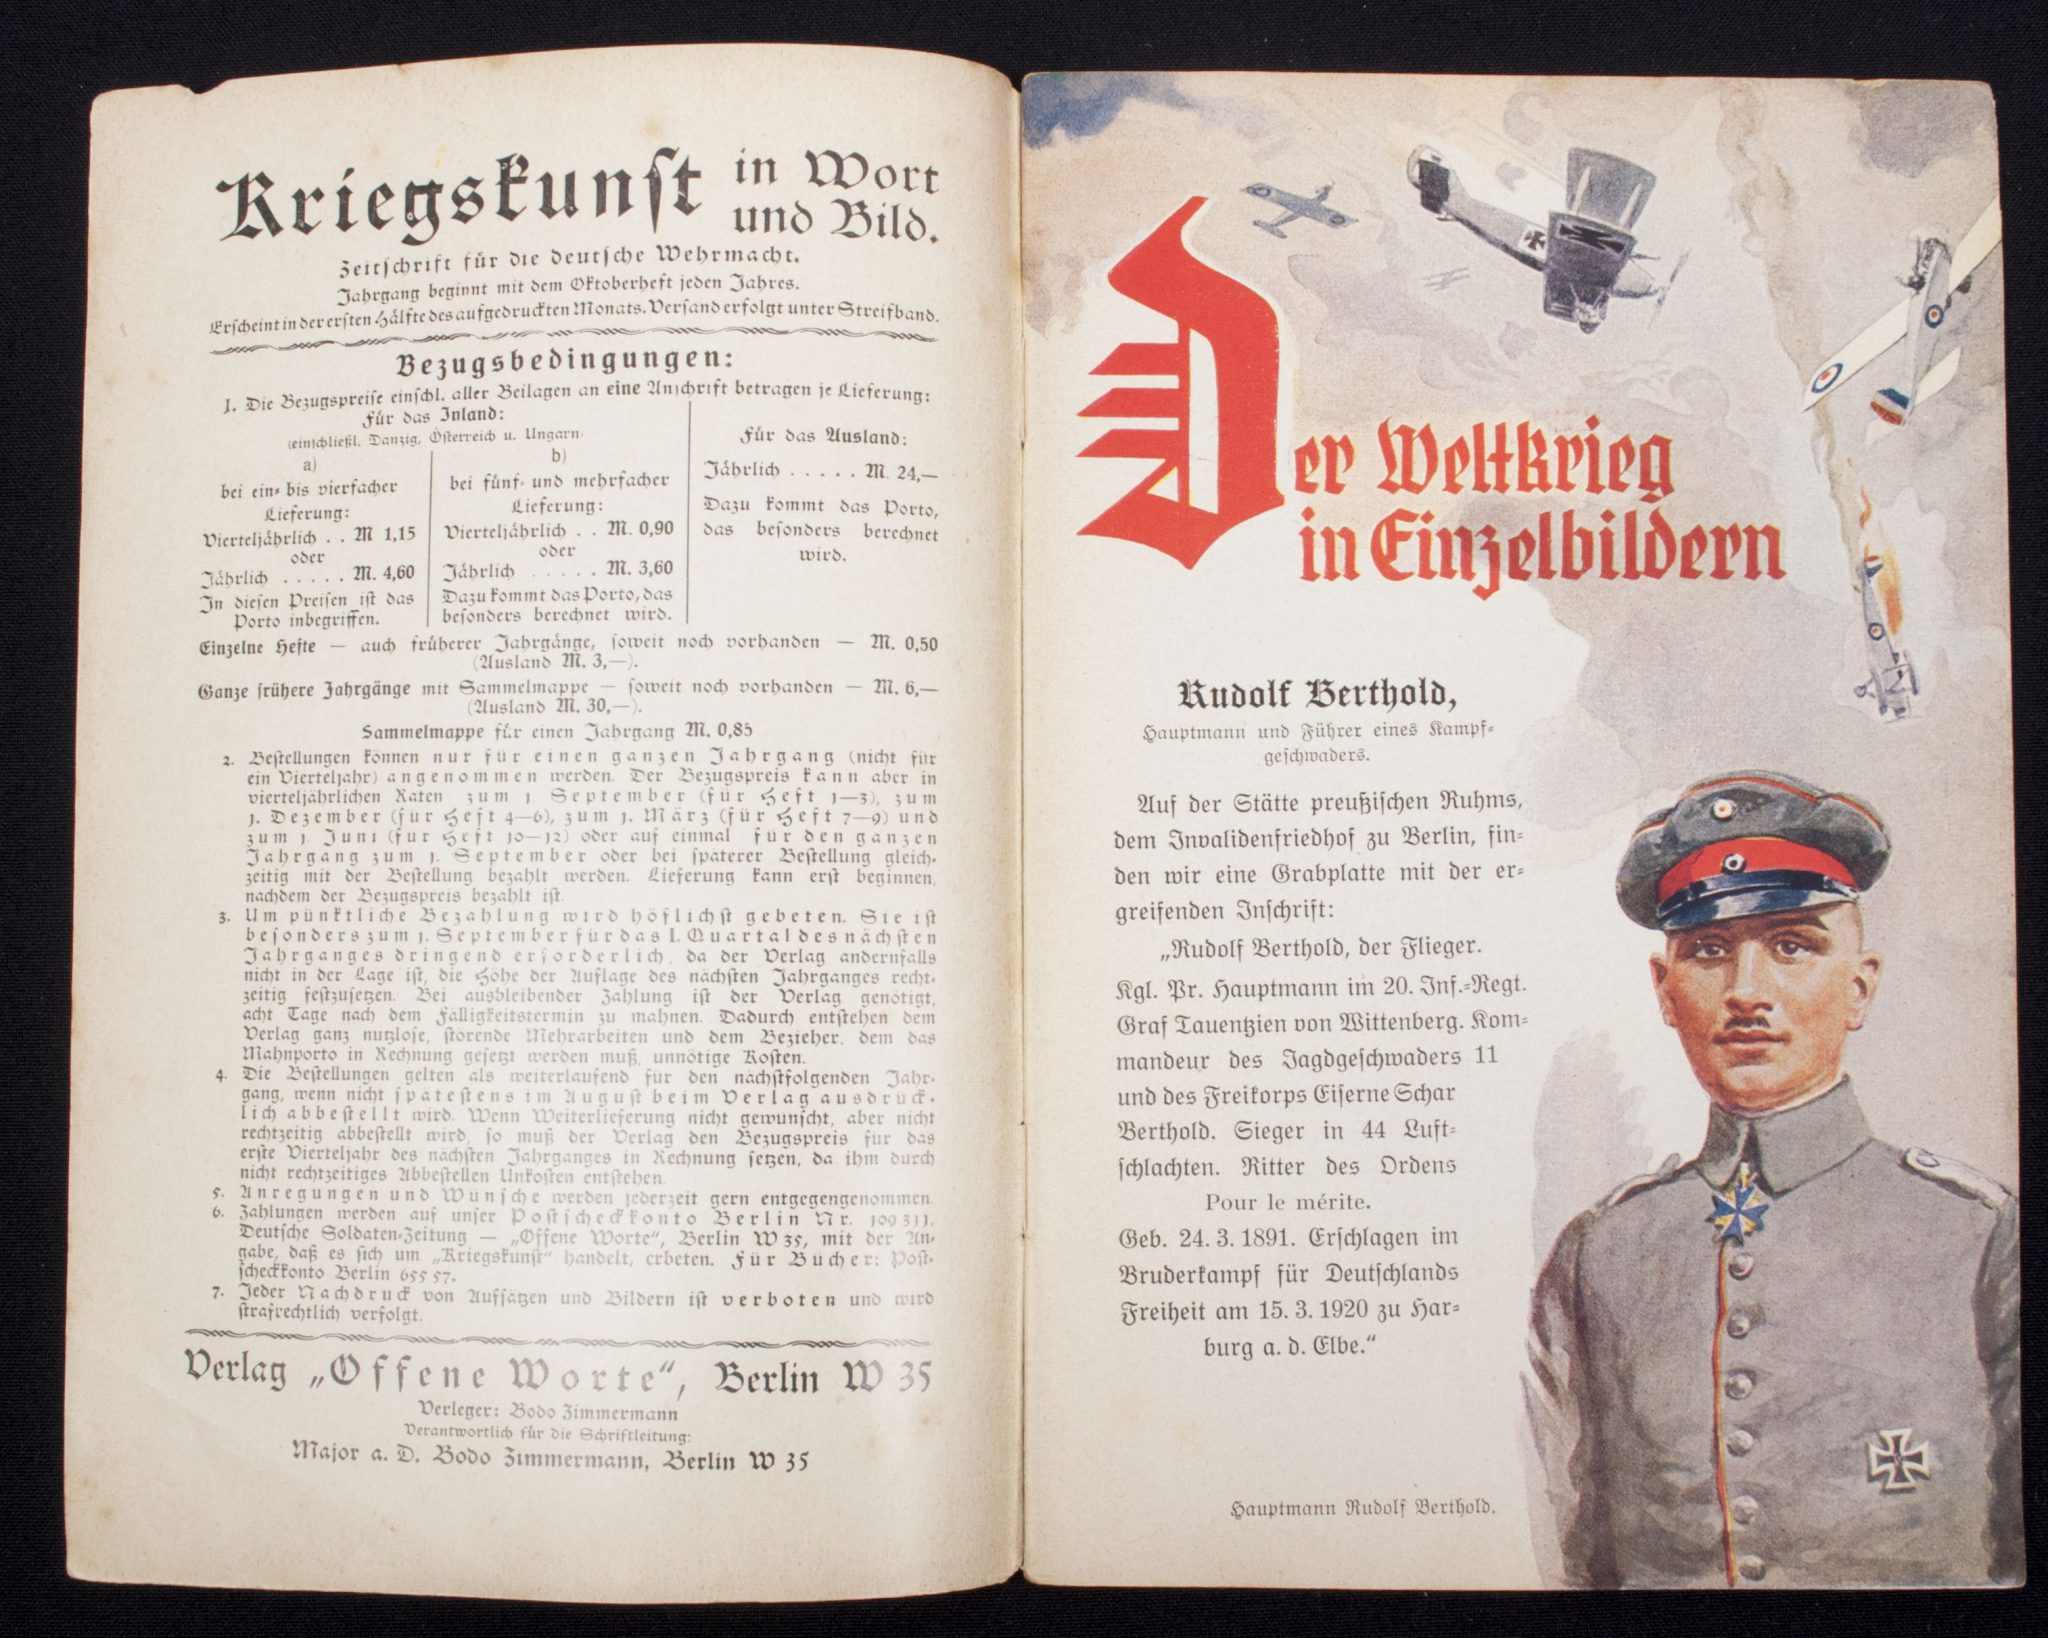 Kriegskunst in Wort
und Bild.
Zeitschrift für die deutsche Wehrmacht.
Jahrgang beginnt mit dem Oktoberheft jeden Jahres.
Erscheint in der ersten Hälfte des aufgedruckten Monats. Versand erfolgt unter Streifband.
Bezugsbedingungen:
1. Die Bezugspreise einschl. aller Beilagen an eine Anschrift betragen je Lieferung:
Für das Inland:
(einschließl. Danzig, Österreich u. Ungarn)
a)
bei ein- bis vierfacher
Lieferung:
Vierteljährlich . . M 1,15
oder
Jährlich . . . . . M. 4,60
In diesen Preisen ist das
Porto inbegriffen.
b)
bei fünf- und mehrfacher
Lieferung:
Vierteljährlich . . M. 0,90
oder
Jährlich . . . . . M. 3,60
Dazu kommt das Porto, das
besonders berechnet wird.
Für das Ausland:
Jährlich . . . . . M. 24,—
Dazu kommt das Porto,
das besonders berechnet
wird.
Einzelne Hefte — auch früherer Jahrgänge, soweit noch vorhanden — M. 0,50
(Ausland M. 3,—).
Ganze frühere Jahrgänge mit Sammelmappe — soweit noch vorhanden — M. 6,—
(Ausland M. 30,—).
Sammelmappe für einen Jahrgang M. 0,85
2. Bestellungen können nur für einen ganzen Jahrgang (nicht für
ein Vierteljahr) angenommen werden. Der Bezugspreis kann aber in
vierteljährlichen Raten zum 1. September (für Heft 1—3), zum
1. Dezember (für Heft 4—6), zum 1. März (für Heft 7—9) und
zum 1. Juni (für Heft 10—12) oder auf einmal für den ganzen
Jahrgang zum 1. September oder bei späterer Bestellung gleich-
zeitig mit der Bestellung bezahlt werden. Lieferung kann erst beginnen,
nachdem der Bezugspreis bezahlt ist.
3. Um pünktliche Bezahlung wird höflichst gebeten. Sie ist
besonders zum 1. September für das I. Quartal des nächsten
Jahrganges dringend erforderlich, da der Verlag andernfalls
nicht in der Lage ist, die Höhe der Auflage des nächsten Jahrganges recht-
zeitig festzusetzen. Bei ausbleibender Zahlung ist der Verlag genötigt,
acht Tage nach dem Fälligkeitstermin zu mahnen. Dadurch entstehen dem
Verlag ganz nutzlose, störende Mehrarbeiten und dem Bezieher, dem das
Mahnporto in Rechnung gesetzt werden muß, unnötige Kosten.
4. Die Bestellungen gelten als weiterlaufend für den nächstfolgenden Jahr-
gang, wenn nicht spätestens im August beim Verlag ausdrück-
lich abbestellt wird. Wenn Weiterlieferung nicht gewünscht, aber nicht
rechtzeitig abbestellt wird, so muß der Verlag den Bezugspreis für das
erste Vierteljahr des nächsten Jahrganges in Rechnung setzen, da ihm durch
nicht rechtzeitiges Abbestellen Unkosten entstehen.
5. Anregungen und Wünsche werden jederzeit gern entgegengenommen.
6. Zahlungen werden auf unser Postscheckkonto Berlin Nr. 109311,
Deutsche Soldaten-Zeitung — „Offene Worte“, Berlin W 35, mit der An-
gabe, daß es sich um „Kriegskunst“ handelt, erbeten. Für Bücher: Post-
scheckkonto Berlin 655 57.
7. Jeder Nachdruck von Aufsätzen und Bildern ist verboten und wird
strafrechtlich verfolgt.
Verlag „Offene Worte“, Berlin W 35
Verleger: Bodo Zimmermann
Verantwortlich für die Schriftleitung:
Major a. D. Bodo Zimmermann, Berlin W 35
Der Weltkrieg
in Einzelbildern
Rudolf Berthold,
Hauptmann und Führer eines Kampf-
geschwaders.
Auf der Stätte preußischen Ruhms,
dem Invalidenfriedhof zu Berlin, fin-
den wir eine Grabplatte mit der er-
greifenden Inschrift:
„Rudolf Berthold, der Flieger.
Kgl. Pr. Hauptmann im 20. Inf.-Regt.
Graf Tauentzien von Wittenberg. Kom-
mandeur des Jagdgeschwaders 11
und des Freikorps Eiserne Schar
Berthold. Sieger in 44 Luft-
schlachten. Ritter des Ordens
Pour le mérite.
Geb. 24. 3. 1891. Erschlagen im
Bruderkampf für Deutschlands
Freiheit am 15. 3. 1920 zu Har-
burg a. d. Elbe.“
Hauptmann Rudolf Berthold.